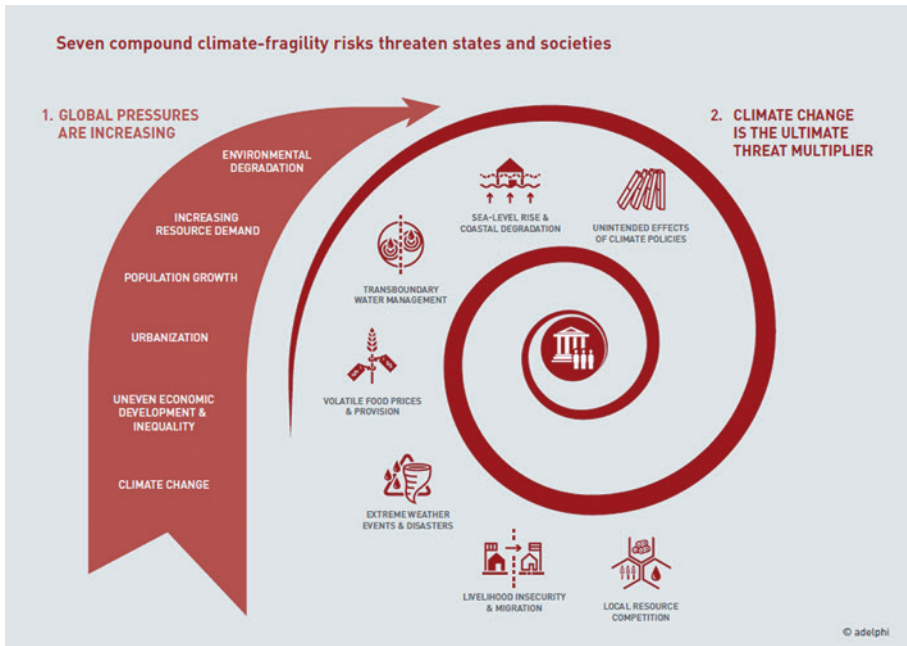 Seven compound climate-fragility risks threaten states and societies
1. GLOBAL PRESSURES
ARE INCREASING
ENVIRONMENTAL
DEGRADATION
INCREASING
RESOURCE DEMAND
POPULATION GROWTH
URBANIZATION
UNEVEN ECONOMIC
DEVELOPMENT &
INEQUALITY
CLIMATE CHANGE
2. CLIMATE CHANGE
IS THE ULTIMATE
THREAT MULTIPLIER
SEA-LEVEL RISE &
COASTAL DEGRADATION
UNINTENDED EFFECTS
OF CLIMATE POLICIES
TRANSBOUNDARY
WATER MANAGEMENT
VOLATILE FOOD PRICES
& PROVISION
EXTREME WEATHER
EVENTS & DISASTERS
LIVELIHOOD INSECURITY
& MIGRATION
LOCAL RESOURCE
COMPETITION
© adelphi